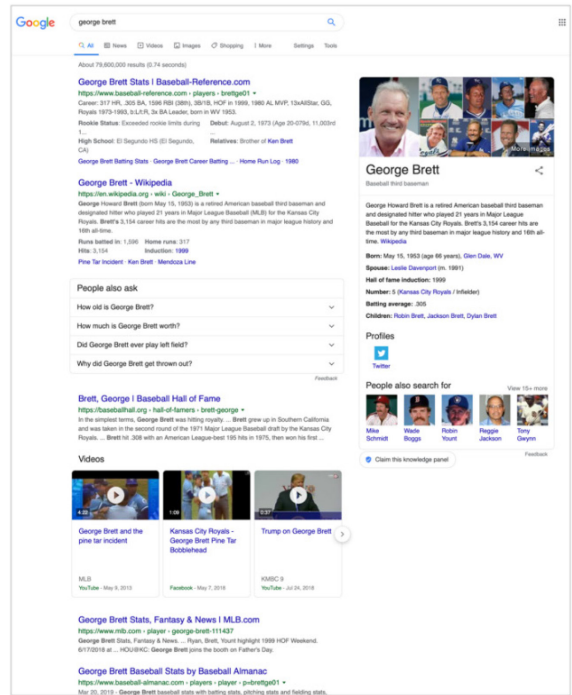 Google
george brett
All News Videos Images Shopping More Settings Tools
About 79,600,000 results (0.74 seconds)
George Brett Stats | Baseball-Reference.com
https://www.baseball-reference.com › players › brettge01
Career: 317 HR, .305 BA, 1596 RBI (38th), 3B/1B, HOF in 1999, 1980 AL MVP, 13xAllStar, GG,
Royals 1973-1993, b:L/t:R, 3x BA Leader, born in WV 1953.
Rookie Status: Exceeded rookie limits during
1...
Debut: August 2, 1973 (Age 20-079d, 11,003rd
...
High School: El Segundo HS (El Segundo,
CA)
Relatives: Brother of Ken Brett
George Brett Batting Stats · George Brett Career Batting ... · Home Run Log · 1980
George Brett - Wikipedia
https://en.wikipedia.org › wiki › George_Brett
George Howard Brett (born May 15, 1953) is a retired American baseball third baseman and
designated hitter who played 21 years in Major League Baseball (MLB) for the Kansas City
Royals. Brett's 3,154 career hits are the most by any third baseman in major league history and
16th all-time.
Runs batted in: 1,596 Home runs: 317
Hits: 3,154 Induction: 1999
Pine Tar Incident · Ken Brett · Mendoza Line
People also ask
How old is George Brett?
How much is George Brett worth?
Did George Brett ever play left field?
Why did George Brett get thrown out?
Feedback
Brett, George | Baseball Hall of Fame
https://baseballhall.org › hall-of-famers › brett-george
In the simplest terms, George Brett was hitting royalty. ... Brett grew up in Southern California
and was taken in the second round of the 1971 Major League Baseball draft by the Kansas City
Royals. ... Brett hit .308 with an American League-best 195 hits in 1975, then won his first ...
Videos
4:22
George Brett and the
pine tar incident
MLB
YouTube - May 9, 2013
1:09
Kansas City Royals -
George Brett Pine Tar
Bobblehead
Facebook - May 7, 2018
0:37
Trump on George Brett
KMBC 9
YouTube - Jul 24, 2018
George Brett Stats, Fantasy & News | MLB.com
https://www.mlb.com › player › george-brett-111437
George Brett Stats, Fantasy & News. ... Ryan, Brett, Yount highlight 1999 HOF Weekend.
6/17/2018 at ... HOU@KC: George Brett joins the booth on Father's Day.
George Brett Baseball Stats by Baseball Almanac
https://www.baseball-almanac.com › players › player › p=brettge01
Mar 20, 2019 - George Brett baseball stats with batting stats, pitching stats and fielding stats,
More images
George Brett
Baseball third baseman
George Howard Brett is a retired American baseball third baseman
and designated hitter who played 21 years in Major League
Baseball for the Kansas City Royals. Brett's 3,154 career hits are
the most by any third baseman in major league history and 16th all-
time. Wikipedia
Born: May 15, 1953 (age 66 years), Glen Dale, WV
Spouse: Leslie Davenport (m. 1991)
Hall of fame induction: 1999
Number: 5 (Kansas City Royals / Infielder)
Batting average: .305
Children: Robin Brett, Jackson Brett, Dylan Brett
Profiles
Twitter
People also search for
View 15+ more
Mike
Schmidt
Wade
Boggs
Robin
Yount
Reggie
Jackson
Tony
Gwynn
Claim this knowledge panel
Feedback